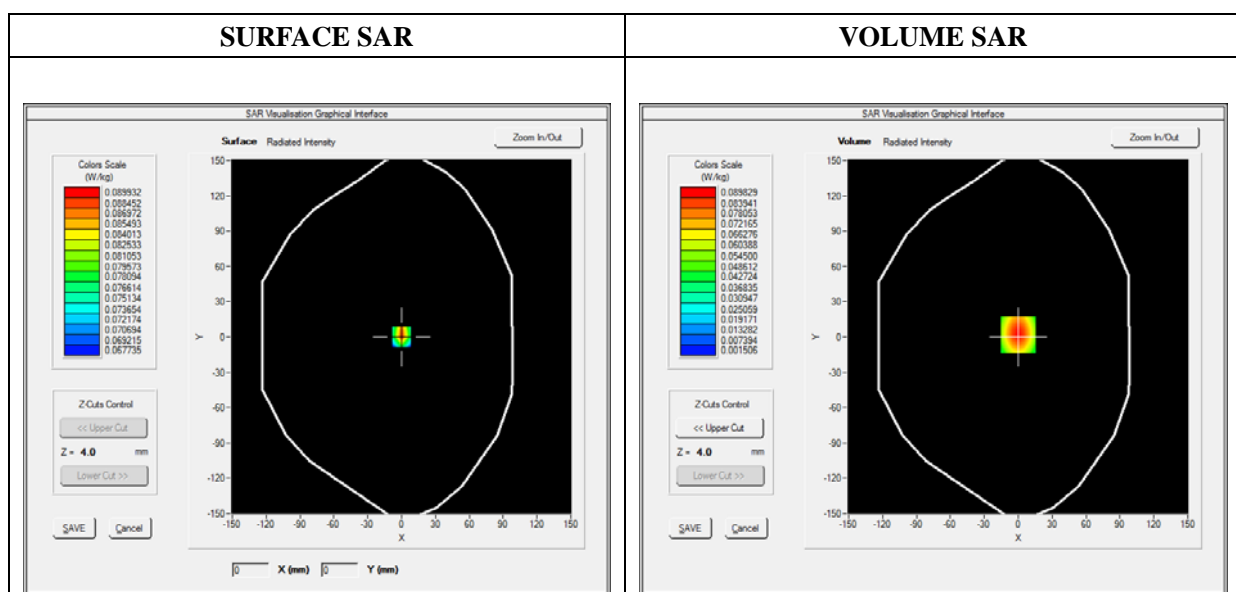 SURFACE SAR
VOLUME SAR
SAR Visualisation Graphical Interface
Surface Radiated Intensity
Zoom In/Out
Colors Scale
(W/kg)
0.089932
0.088452
0.086972
0.085493
0.084013
0.082533
0.081053
0.079573
0.078094
0.076614
0.075134
0.073654
0.072174
0.070694
0.069215
0.067735
Z-Cuts Control
<< Upper Cut
Z = 4.0 mm
Lower Cut >>
SAVE Cancel
150
120
90
60
30
Y 0
-30
-60
-90
-120
-150
-150 -120 -90 -60 -30 0 30 60 90 120 150
X
0 X (mm) 0 Y (mm)
SAR Visualisation Graphical Interface
Volume Radiated Intensity
Zoom In/Out
Colors Scale
(W/kg)
0.089829
0.083941
0.078053
0.072165
0.066276
0.060388
0.054500
0.048612
0.042724
0.036835
0.030947
0.025059
0.019171
0.013282
0.007394
0.001506
Z-Cuts Control
<< Upper Cut
Z = 4.0 mm
Lower Cut >>
SAVE Cancel
150
120
90
60
30
Y 0
-30
-60
-90
-120
-150
-150 -120 -90 -60 -30 0 30 60 90 120 150
X